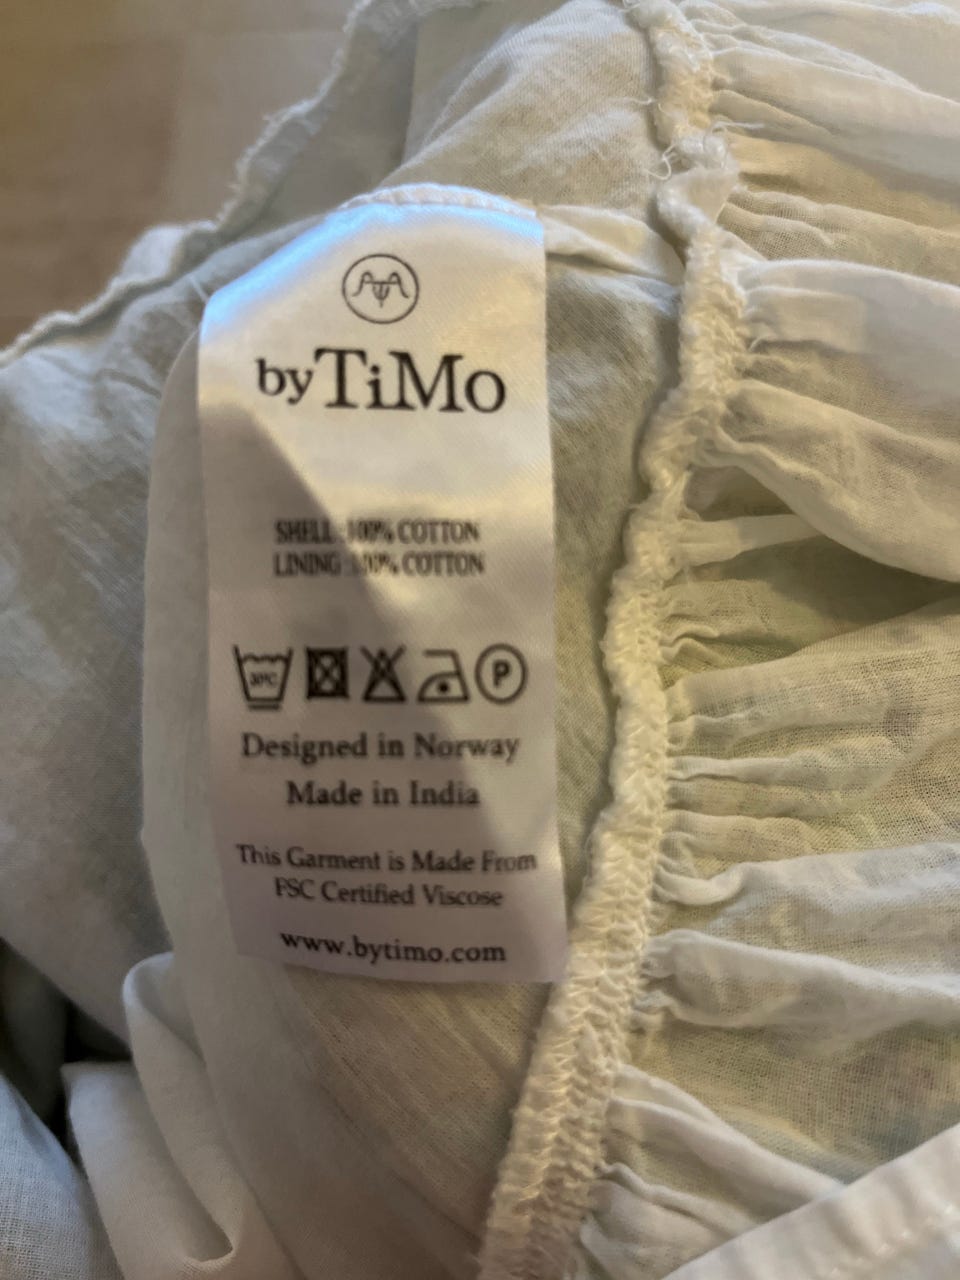 byTiMo
SHELL :100% COTTON
LINING :100% COTTON
30°C P
Designed in Norway
Made in India
This Garment is Made From
FSC Certified Viscose
www.bytimo.com